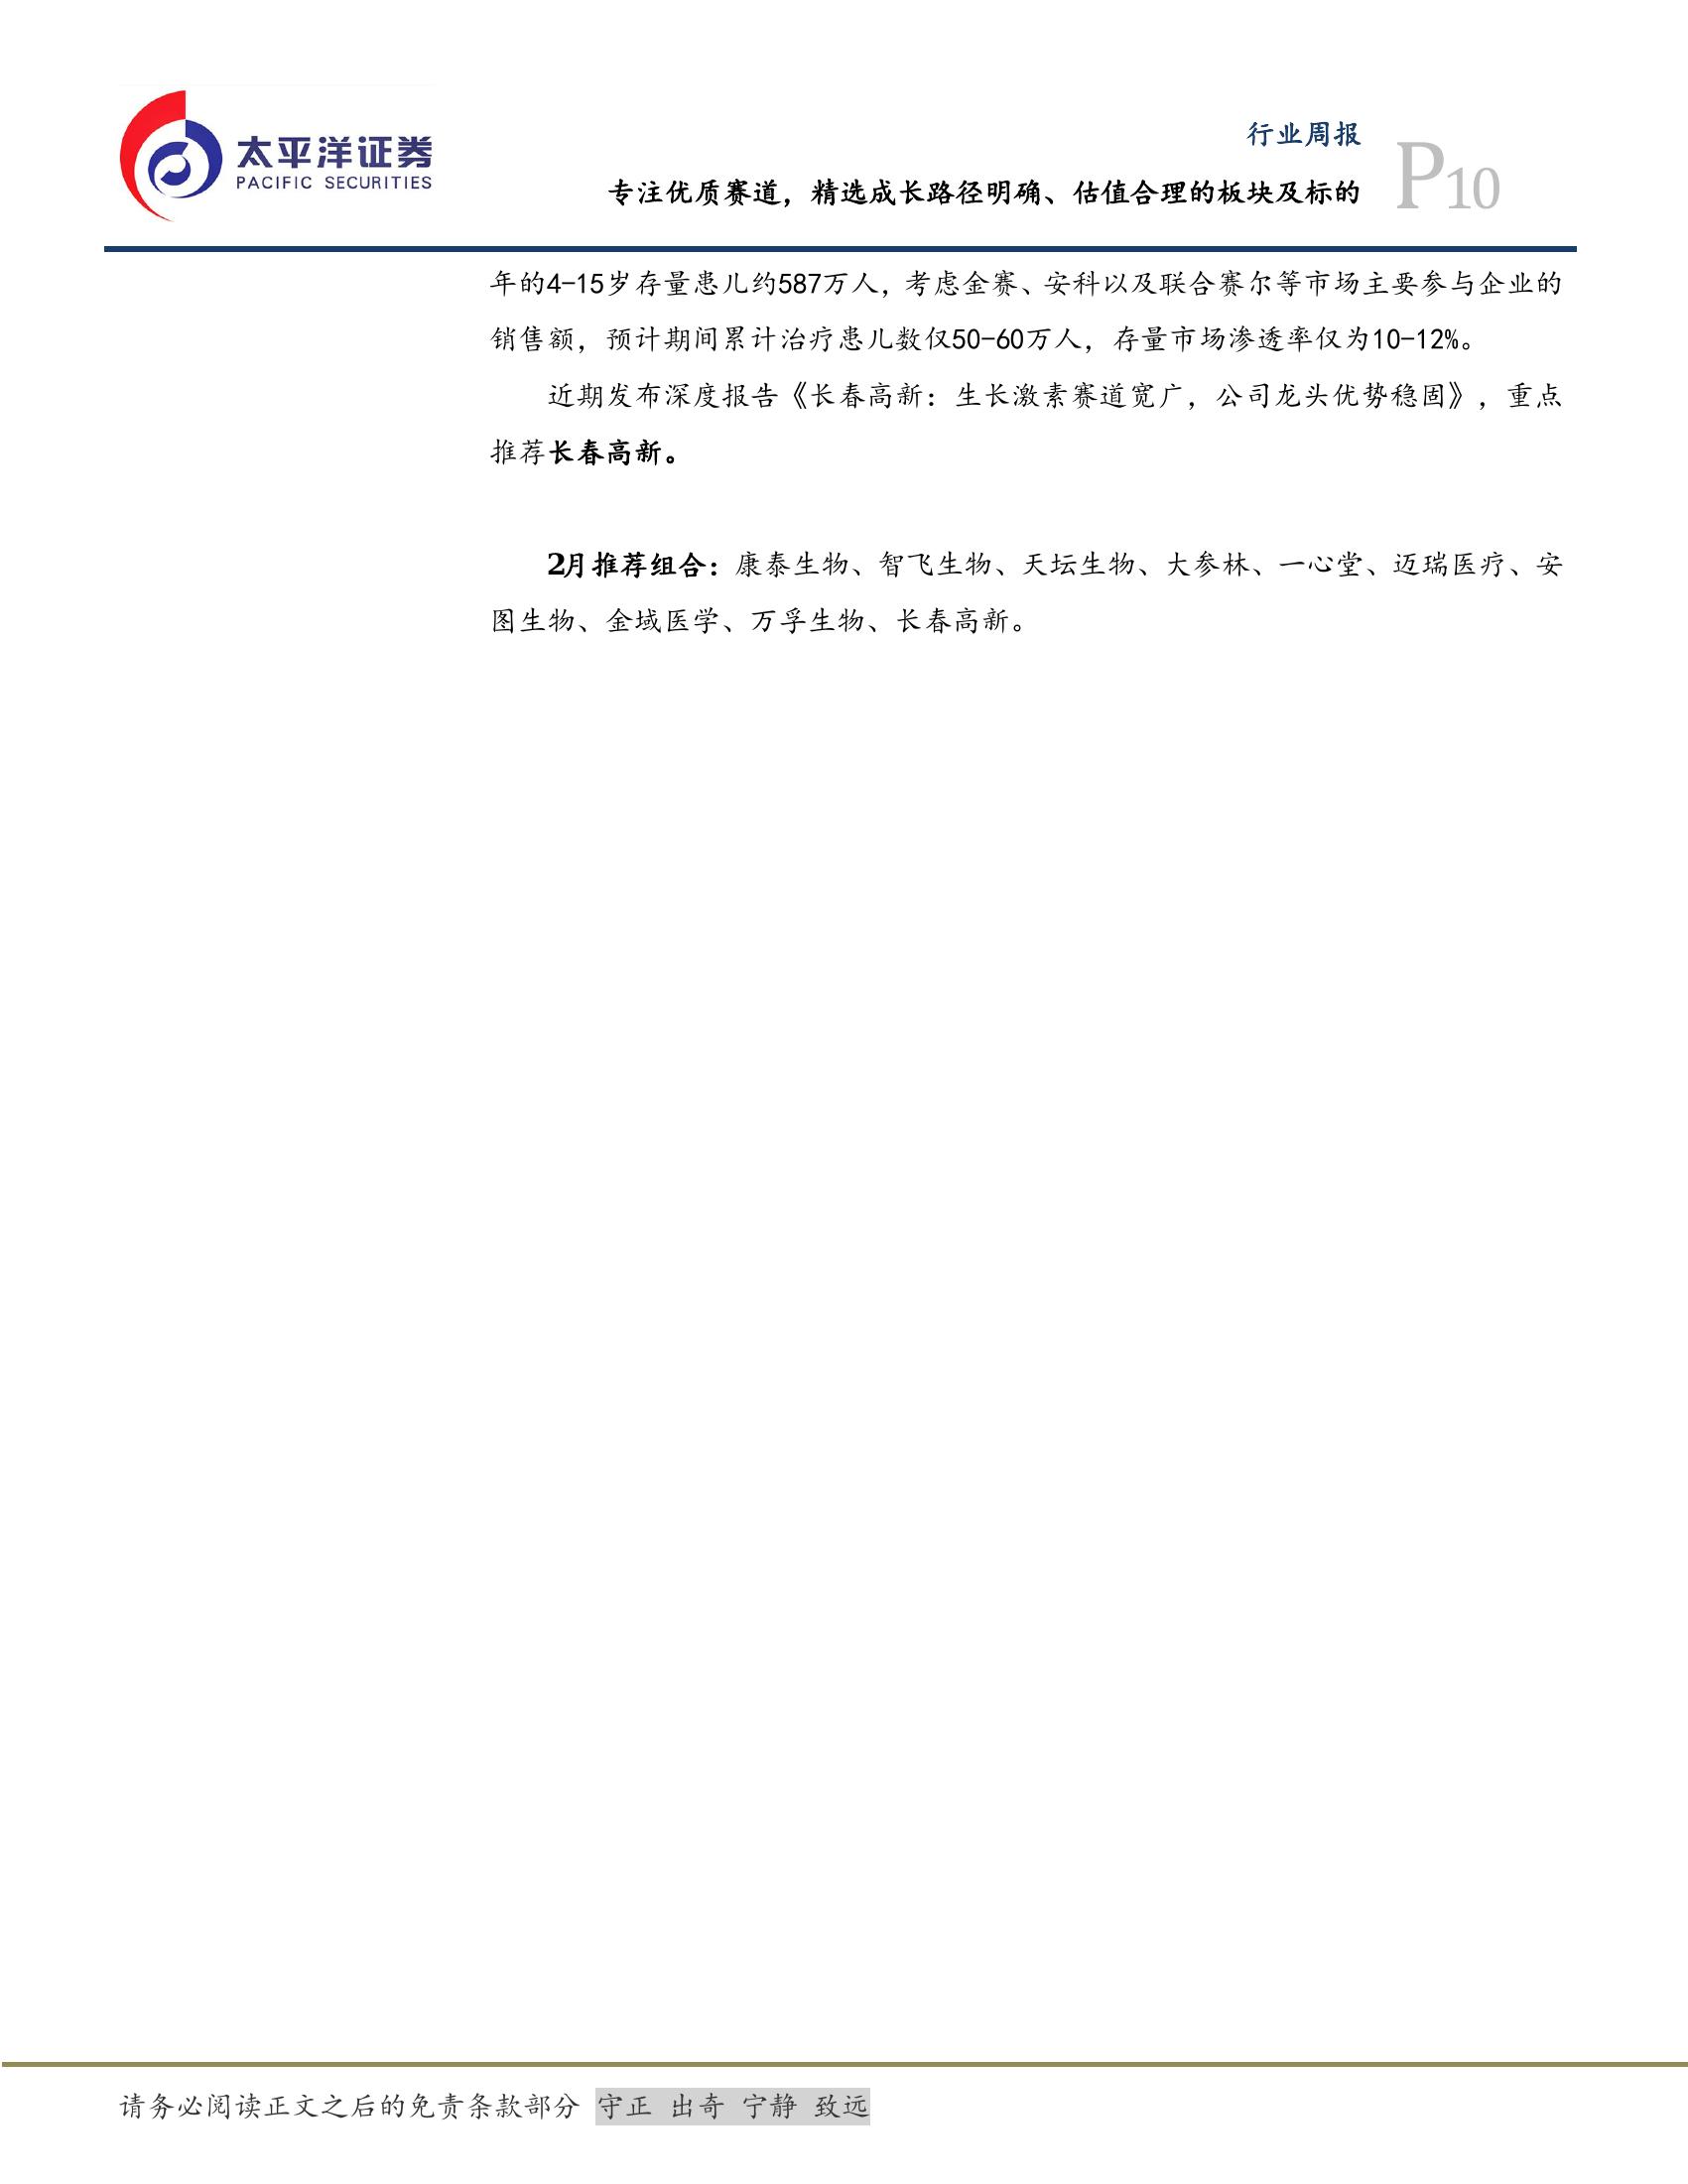 太平洋证券
PACIFIC SECURITIES
行业周报
专注优质赛道，精选成长路径明确、估值合理的板块及标的
P10
年的4-15岁存量患儿约587万人，考虑金赛、安科以及联合赛尔等市场主要参与企业的
销售额，预计期间累计治疗患儿数仅50-60万人，存量市场渗透率仅为10-12%。
近期发布深度报告《长春高新：生长激素赛道宽广，公司龙头优势稳固》，重点
推荐长春高新。
2月推荐组合：康泰生物、智飞生物、天坛生物、大参林、一心堂、迈瑞医疗、安
图生物、金域医学、万孚生物、长春高新。
请务必阅读正文之后的免责条款部分 守正 出奇 宁静 致远